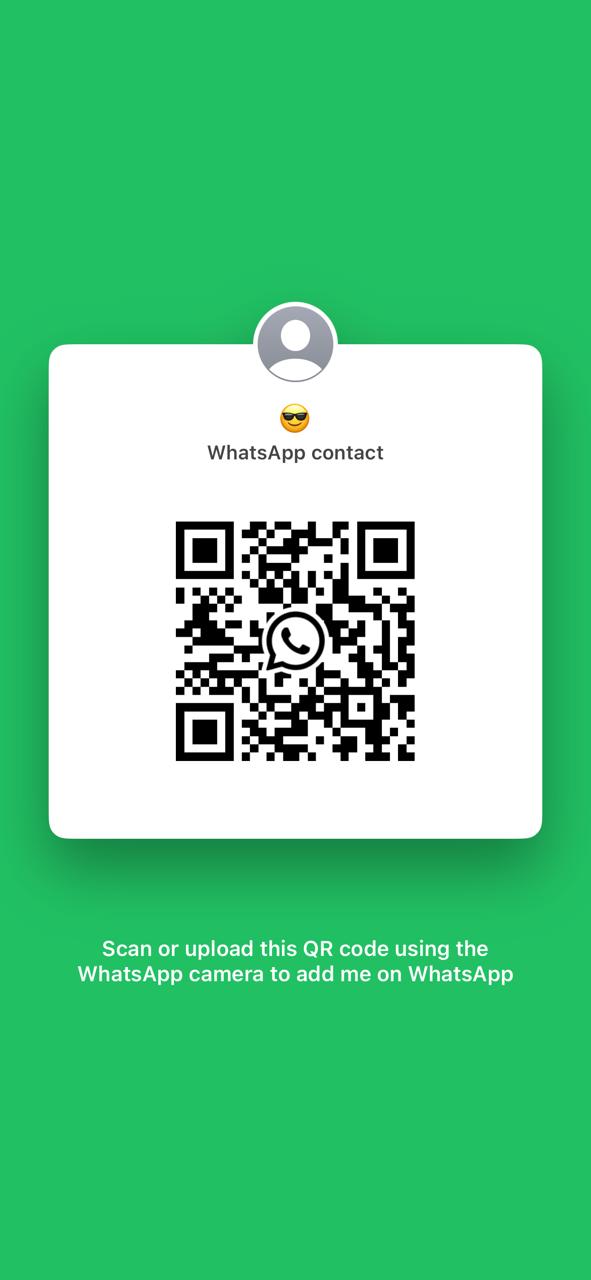 😎
WhatsApp contact
Scan or upload this QR code using the
WhatsApp camera to add me on WhatsApp